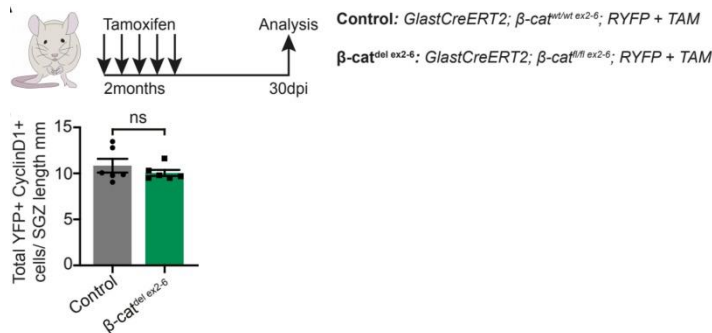 Tamoxifen
Analysis
2months
30dpi
Control: GlastCreERT2; β-cat^wt/wt ex2-6; RYFP + TAM
β-cat^del ex2-6: GlastCreERT2; β-cat^fl/fl ex2-6; RYFP + TAM
Total YFP+ CyclinD1+
cells/ SGZ length mm
15
10
5
0
ns
Control
β-cat^del ex2-6